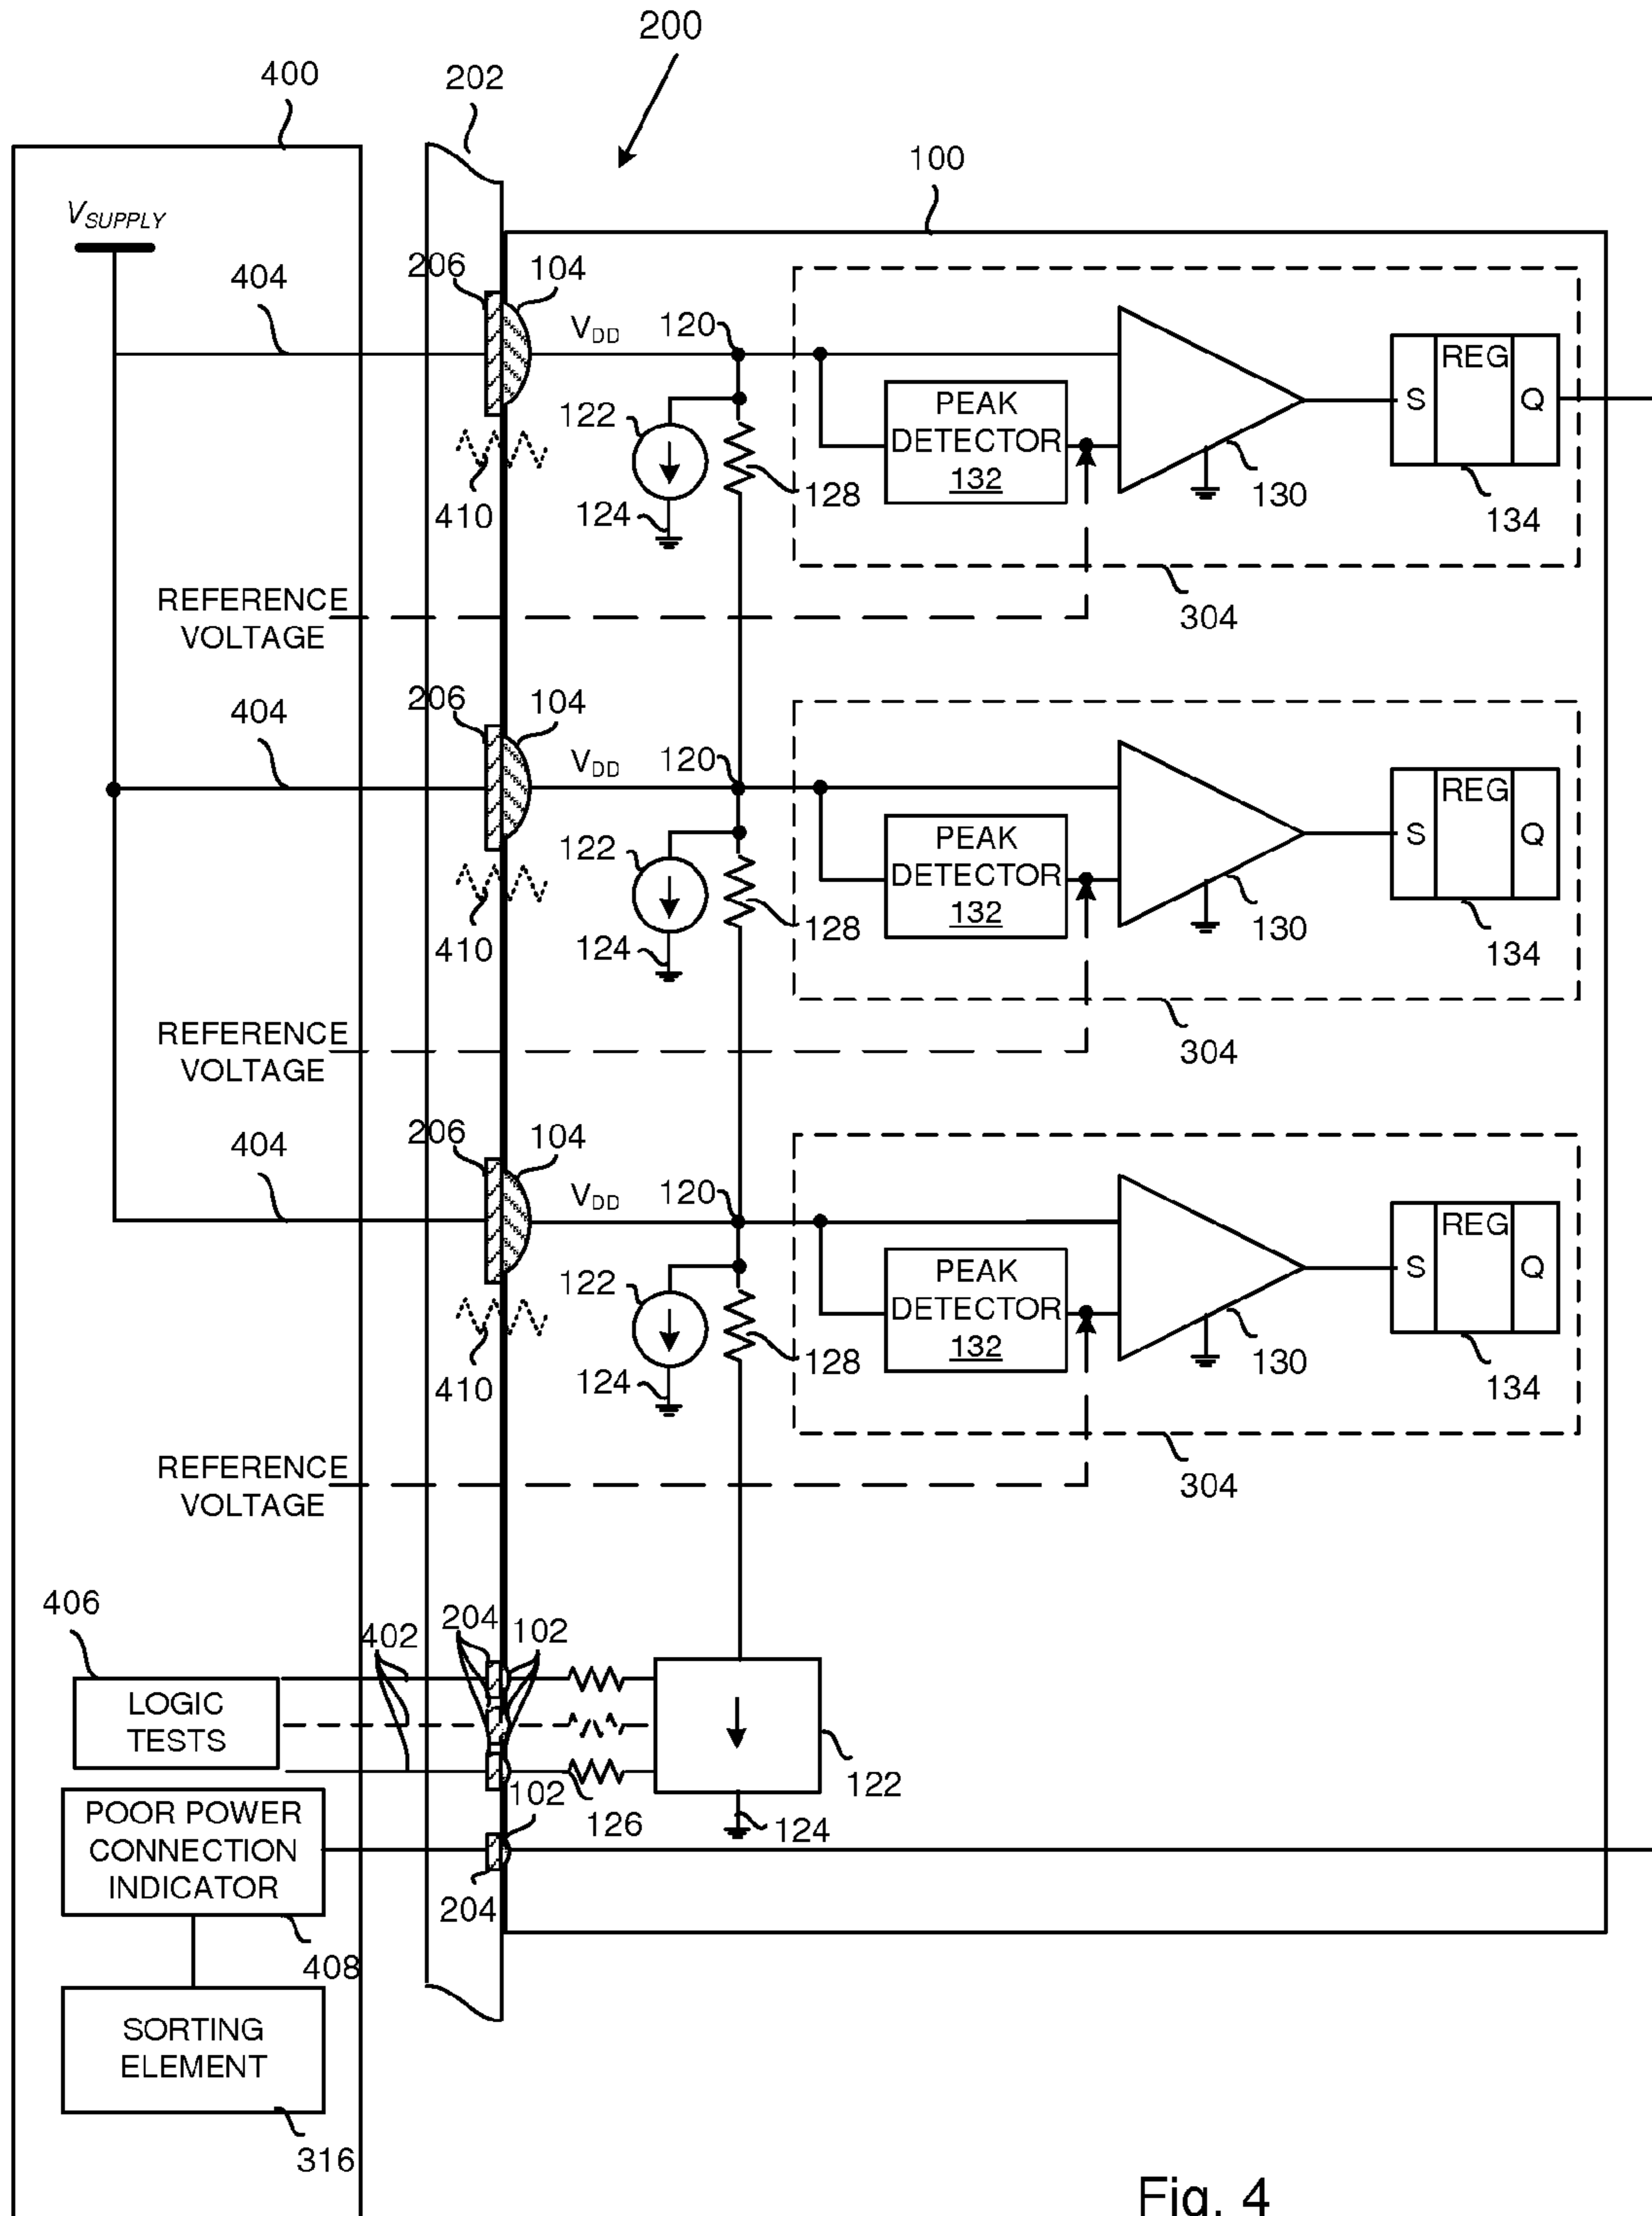 200
400
202
100
VSUPPLY
206
104
404
VDD
120
122
PEAK
DETECTOR
132
REG
S
Q
128
130
134
410
124
REFERENCE
VOLTAGE
304
206
104
404
VDD
120
122
PEAK
DETECTOR
132
REG
S
Q
128
130
134
410
124
REFERENCE
VOLTAGE
304
206
104
404
VDD
120
122
PEAK
DETECTOR
132
REG
S
Q
128
130
134
410
124
REFERENCE
VOLTAGE
304
406
204
102
402
LOGIC
TESTS
122
102
126
124
POOR POWER
CONNECTION
INDICATOR
204
408
SORTING
ELEMENT
316
Fig. 4